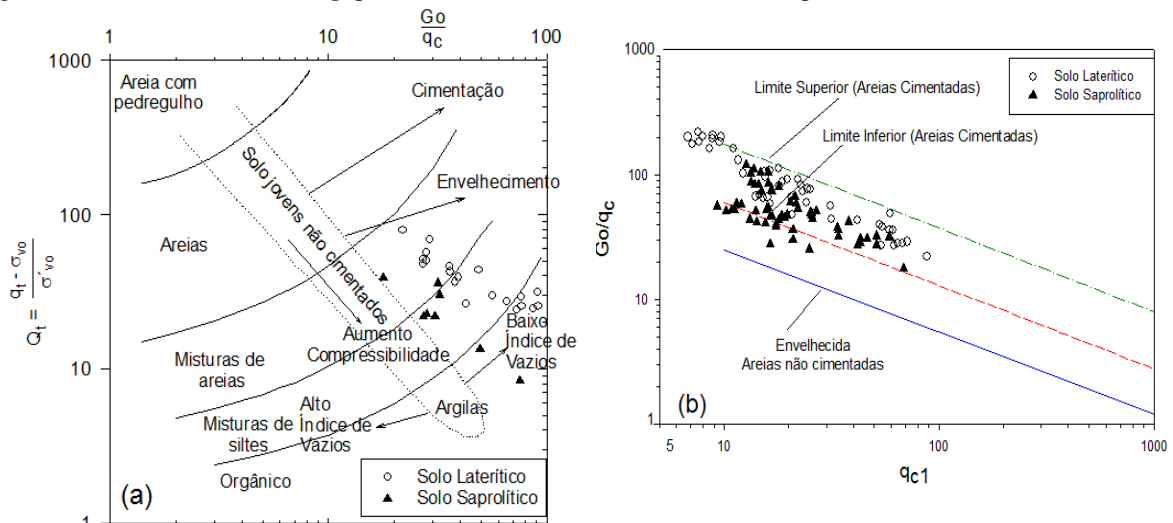 Go
qc
1
10
100
1000
100
10
1
Qt = qt - σvo
σ´vo
Areia com
pedregulho
Cimentação
Solo jovens não cimentados
Envelhecimento
Areias
Aumento
Compressibilidade
Baixo
Índice de
Vazios
Misturas de
areias
Alto
Índice de
Vazios
Argilas
Misturas de
siltes
Orgânico
Solo Laterítico
Solo Saprolítico
(a)
1000
100
10
1
Go/qc
Limite Superior (Areias Cimentadas)
Solo Laterítico
Solo Saprolítico
Limite Inferior (Areias Cimentadas)
Envelhecida
Areias não cimentadas
(b)
5
10
100
1000
qc1